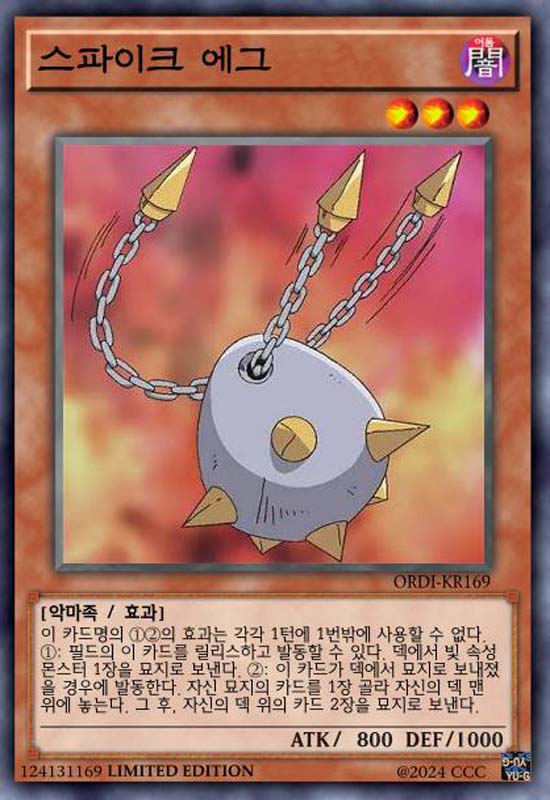 스파이크 에그
어둠
闇
ORDI-KR169
[악마족 / 효과]
이 카드명의 ①②의 효과는 각각 1턴에 1번밖에 사용할 수 없다.
①: 필드의 이 카드를 릴리스하고 발동할 수 있다. 덱에서 빛 속성
몬스터 1장을 묘지로 보낸다. ②: 이 카드가 덱에서 묘지로 보내졌
을 경우에 발동한다. 자신 묘지의 카드를 1장 골라 자신의 덱 맨
위에 놓는다. 그 후, 자신의 덱 위의 카드 2장을 묘지로 보낸다.
ATK/ 800 DEF/1000
124131169 LIMITED EDITION
@2024 CCC
YU-G
YU-G